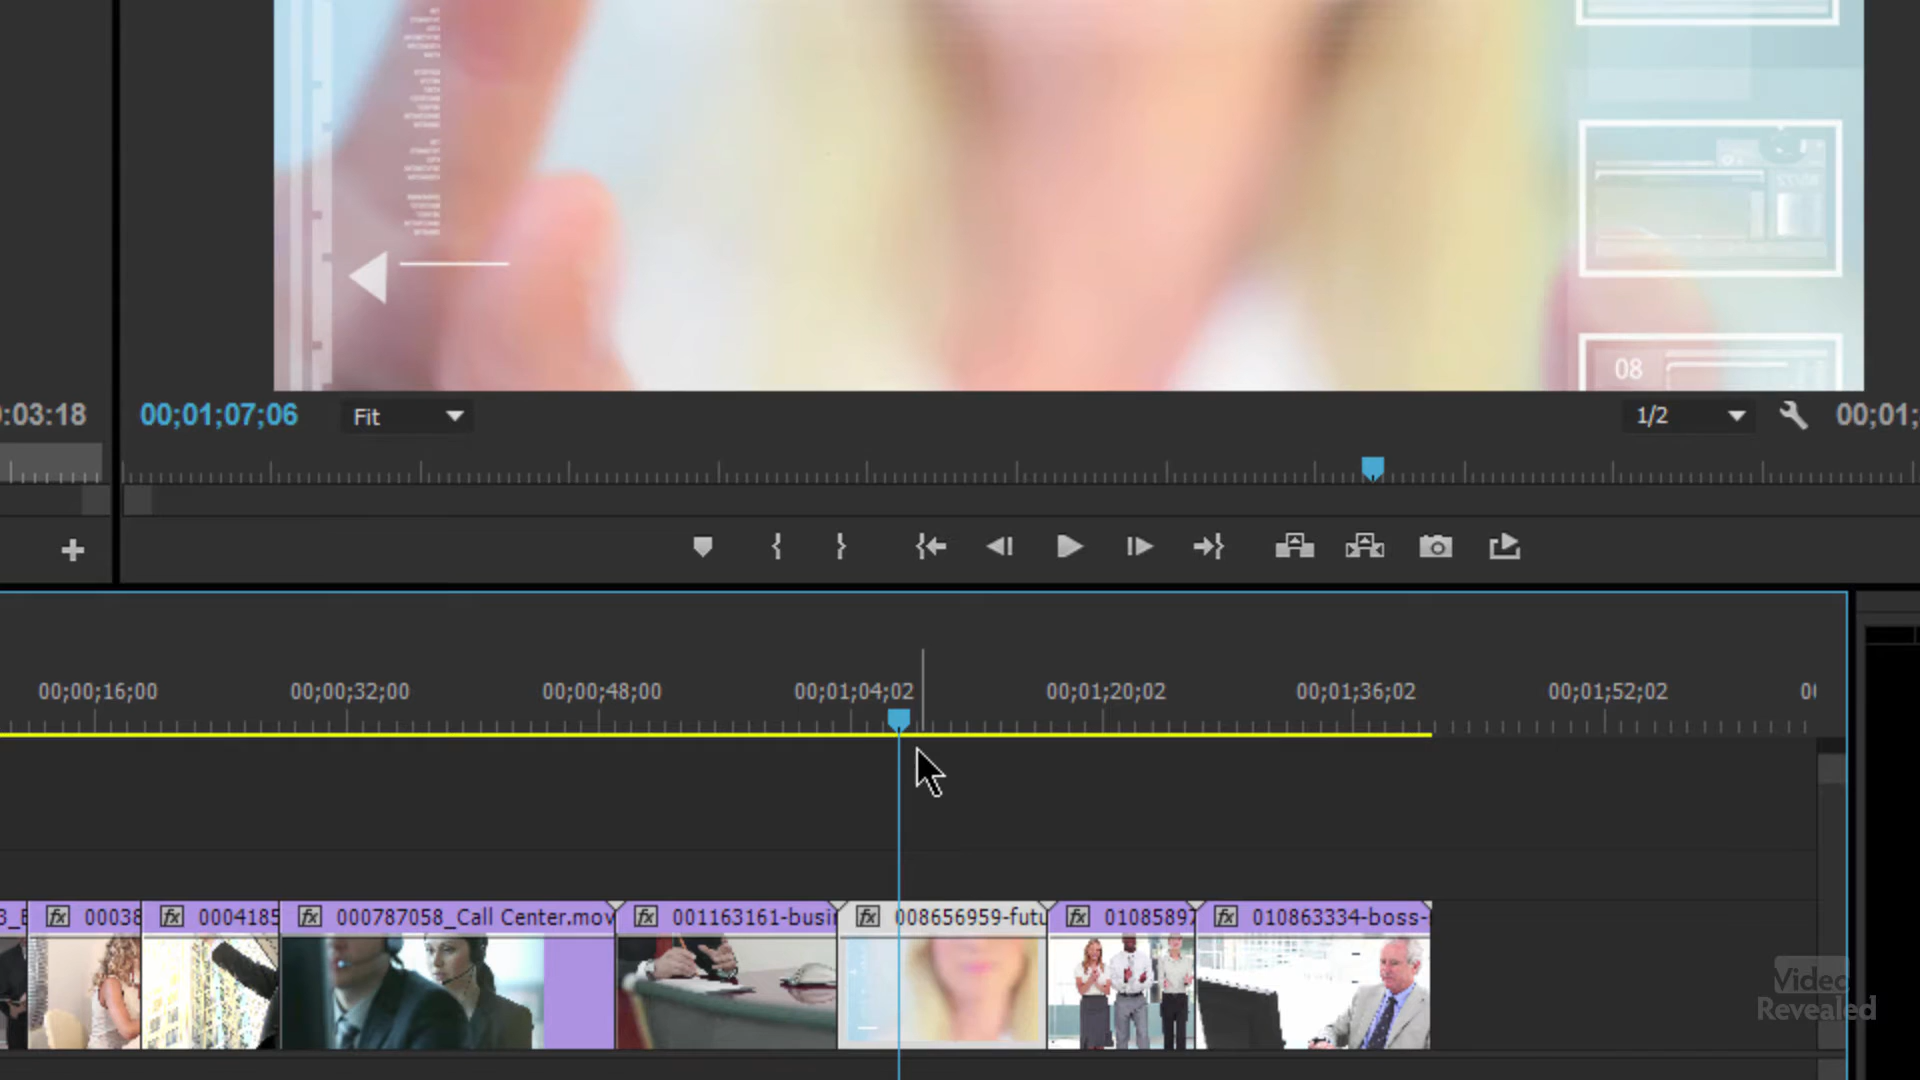 08
:03:18
00;01;07;06
Fit
1/2
00;01;
00;00;16;00
00;00;32;00
00;00;48;00
00;01;04;02
00;01;20;02
00;01;36;02
00;01;52;02
3_E
fx 00038
fx 0004185
fx 000787058_Call Center.mov
fx 001163161-busi
fx 008656959-futu
fx 01085897
fx 010863334-boss-
Video
Revealed